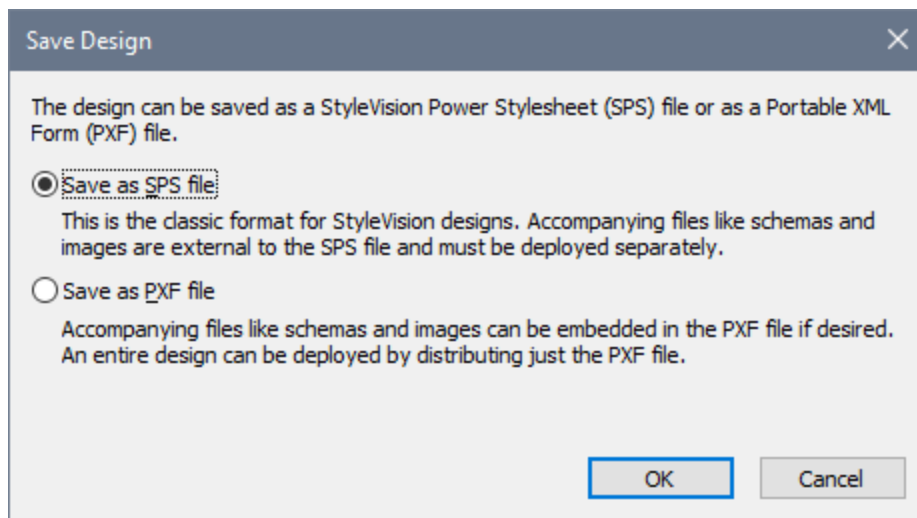 Save Design
The design can be saved as a StyleVision Power Stylesheet (SPS) file or as a Portable XML
Form (PXF) file.
Save as SPS file
This is the classic format for StyleVision designs. Accompanying files like schemas and
images are external to the SPS file and must be deployed separately.
Save as PXF file
Accompanying files like schemas and images can be embedded in the PXF file if desired.
An entire design can be deployed by distributing just the PXF file.
OK Cancel